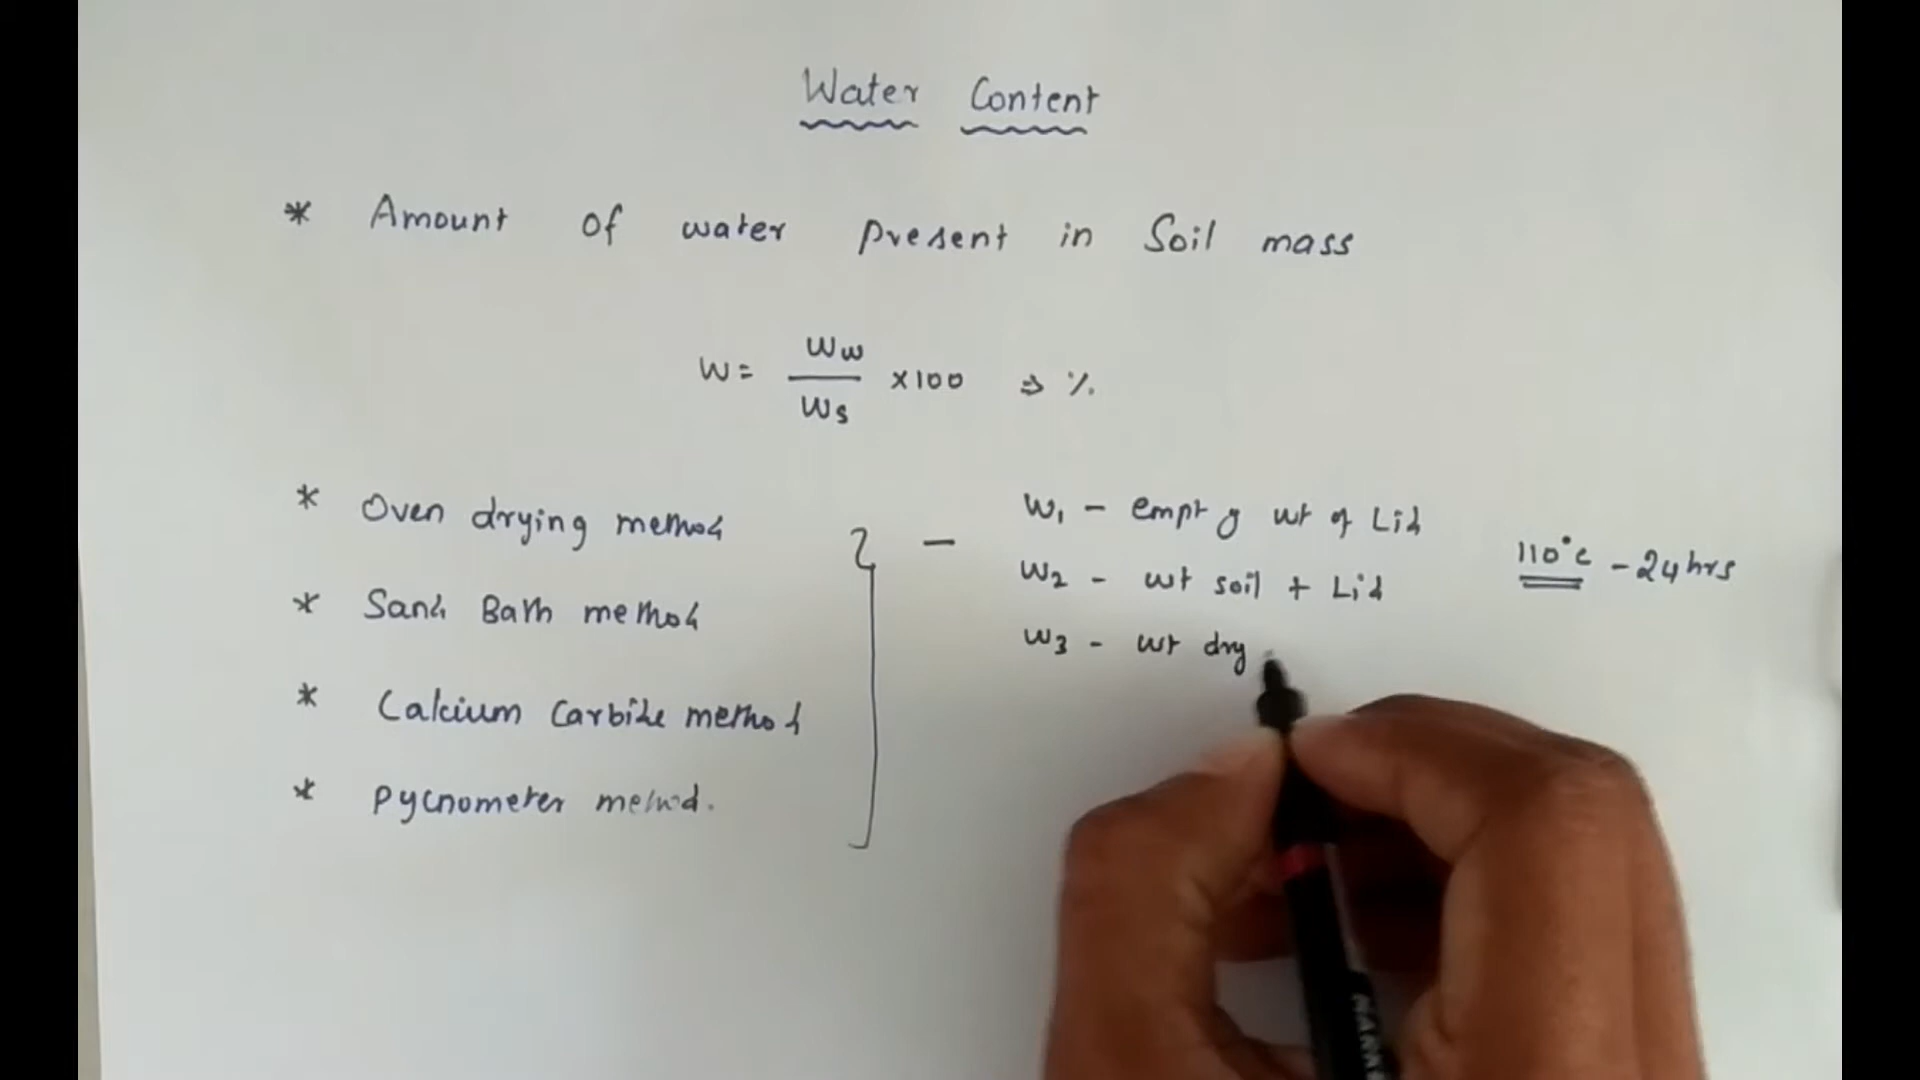 Water Content
* Amount of water present in Soil mass
W = Ww / Ws x100 ⇒ %
* Oven drying method
* Sand Bath method
* Calcium Carbide method
* Pycnometer method.
W1 - empty wt of Lid
W2 - wt soil + Lid
W3 - wt dry
110°c - 24hrs